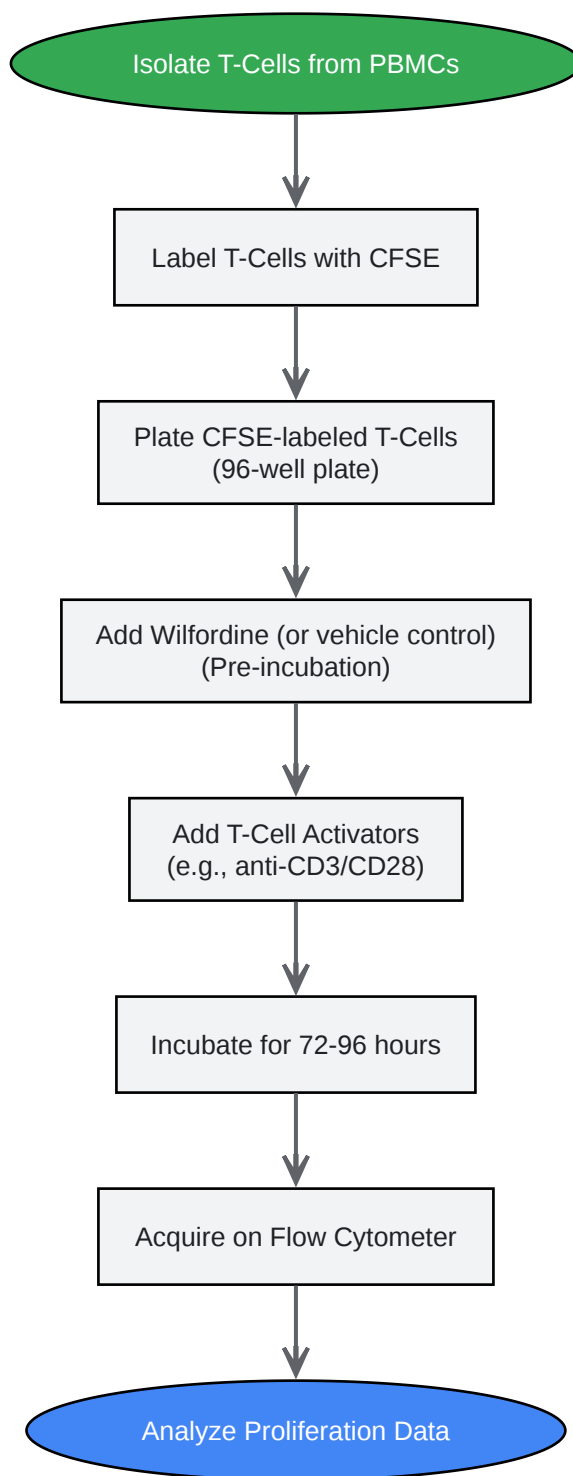 Isolate T-Cells from PBMCs
Label T-Cells with CFSE
Plate CFSE-labeled T-Cells
(96-well plate)
Add Wilfordine (or vehicle control)
(Pre-incubation)
Add T-Cell Activators
(e.g., anti-CD3/CD28)
Incubate for 72-96 hours
Acquire on Flow Cytometer
Analyze Proliferation Data